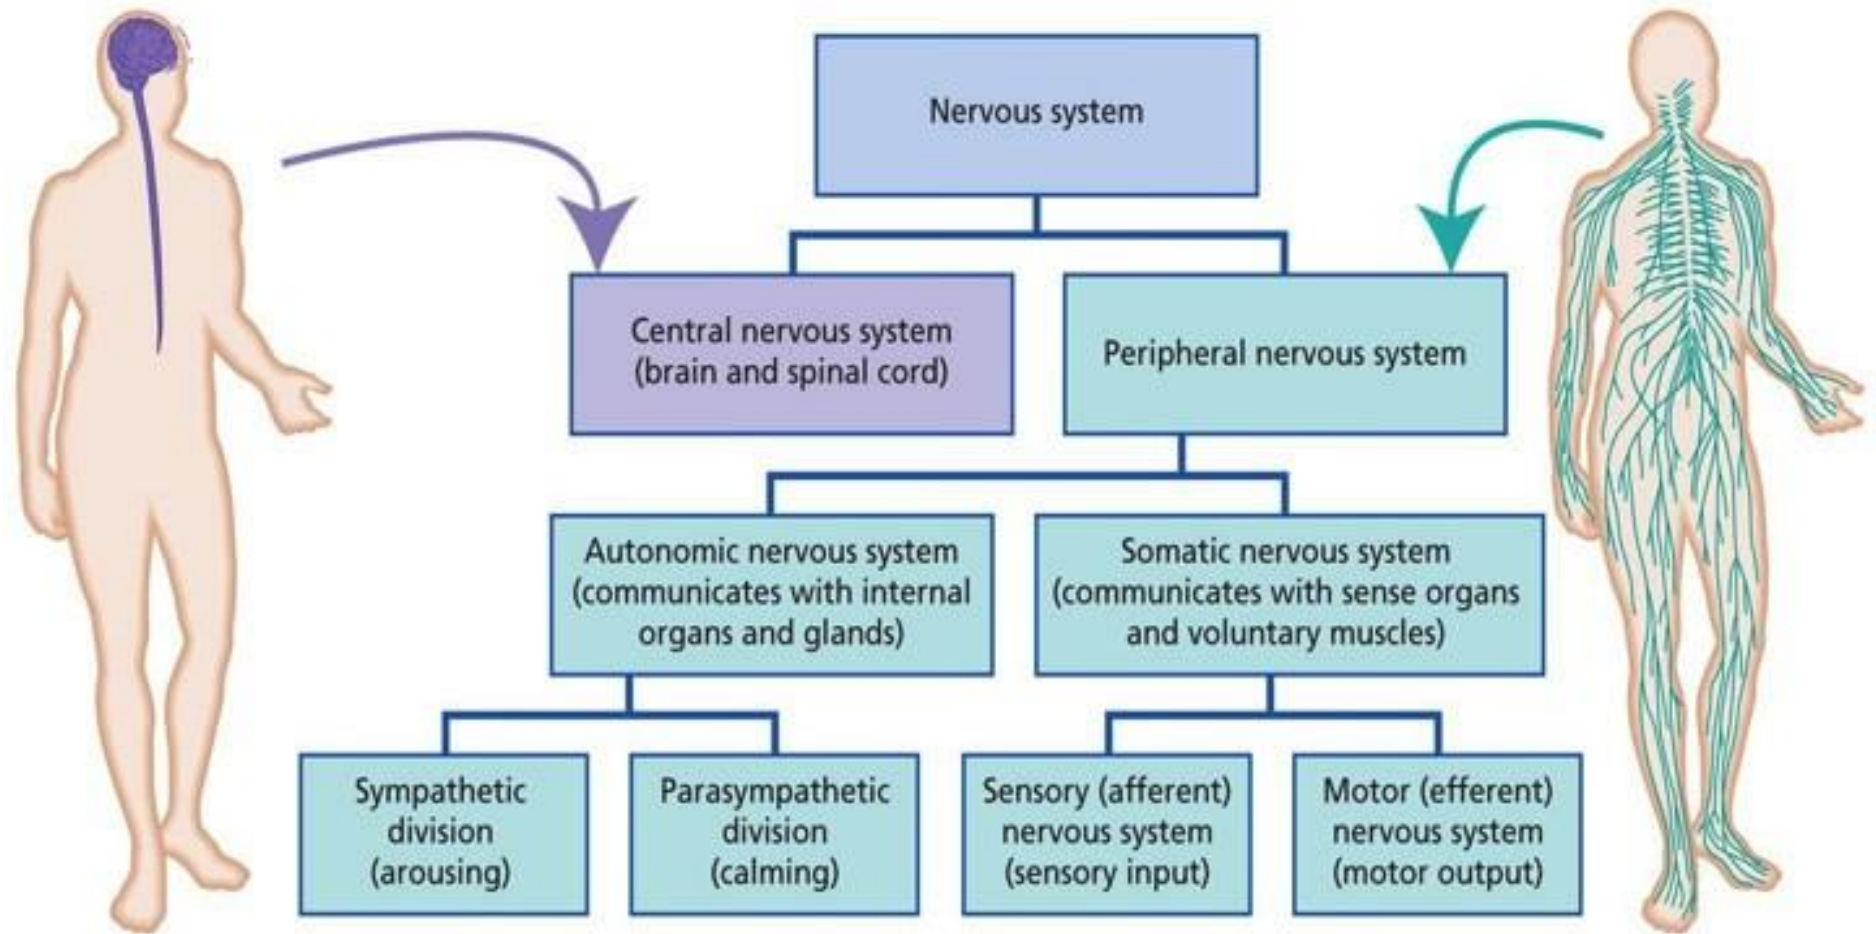 Nervous system
Central nervous system
(brain and spinal cord)
Peripheral nervous system
Autonomic nervous system
(communicates with internal
organs and glands)
Somatic nervous system
(communicates with sense organs
and voluntary muscles)
Sympathetic
division
(arousing)
Parasympathetic
division
(calming)
Sensory (afferent)
nervous system
(sensory input)
Motor (efferent)
nervous system
(motor output)